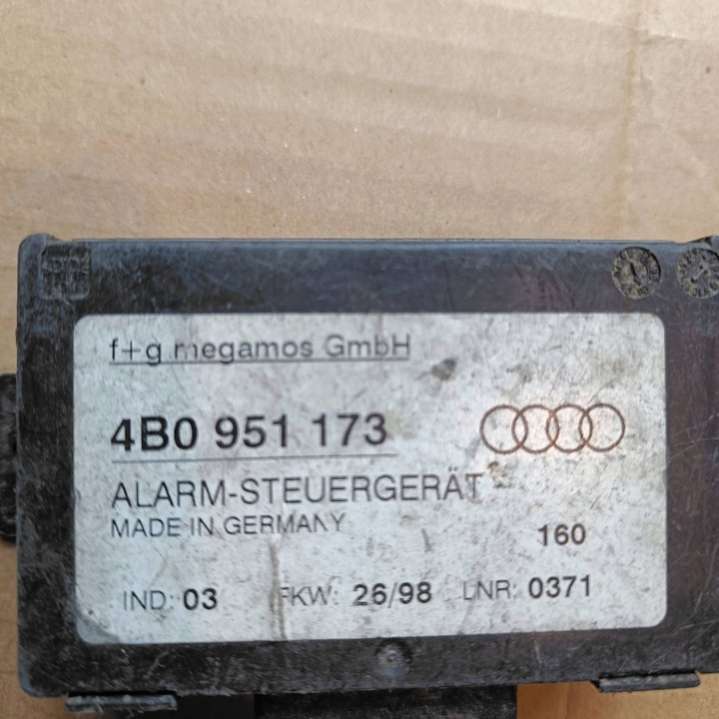 f+g megamos GmbH
4B0 951 173
ALARM-STEUERGERÄT
MADE IN GERMANY
160
IND: 03 FKW: 26/98 LNR: 0371